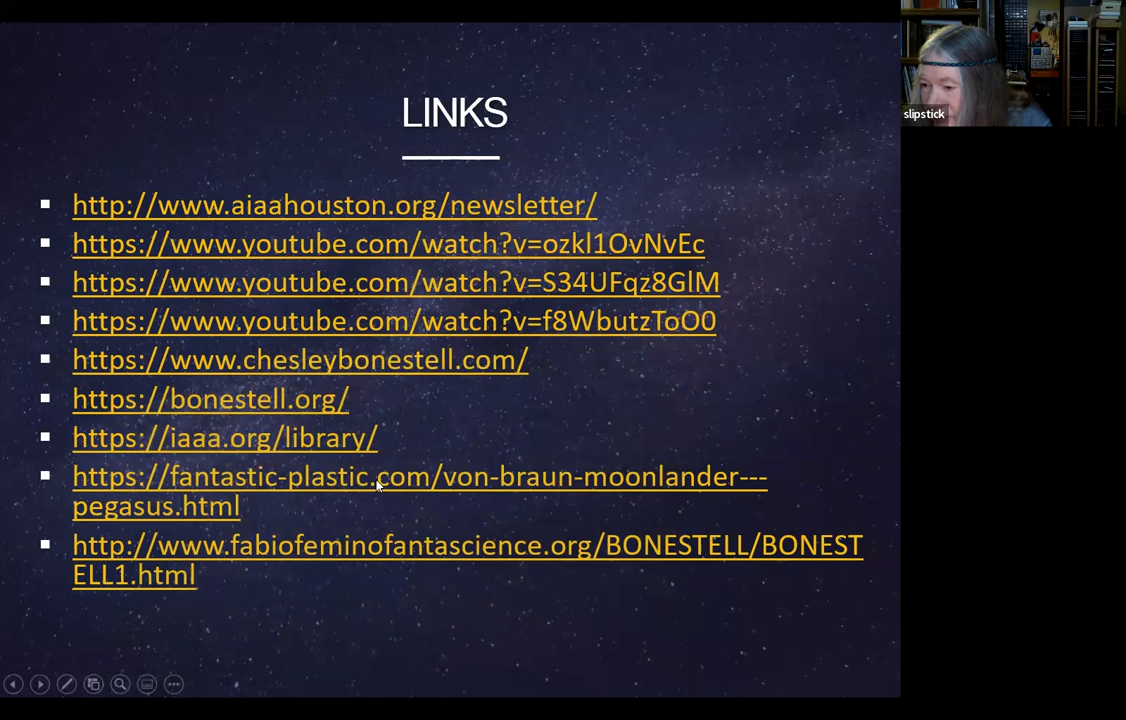 LINKS
http://www.aiaahouston.org/newsletter/
https://www.youtube.com/watch?v=ozkl1OvNvEc
https://www.youtube.com/watch?v=S34UFqz8GlM
https://www.youtube.com/watch?v=f8WbutzToO0
https://www.chesleybonestell.com/
https://bonestell.org/
https://iaaa.org/library/
https://fantastic-plastic.com/von-braun-moonlander---
pegasus.html
http://www.fabiofeminofantascience.org/BONESTELL/BONEST
ELL1.html
slipstick